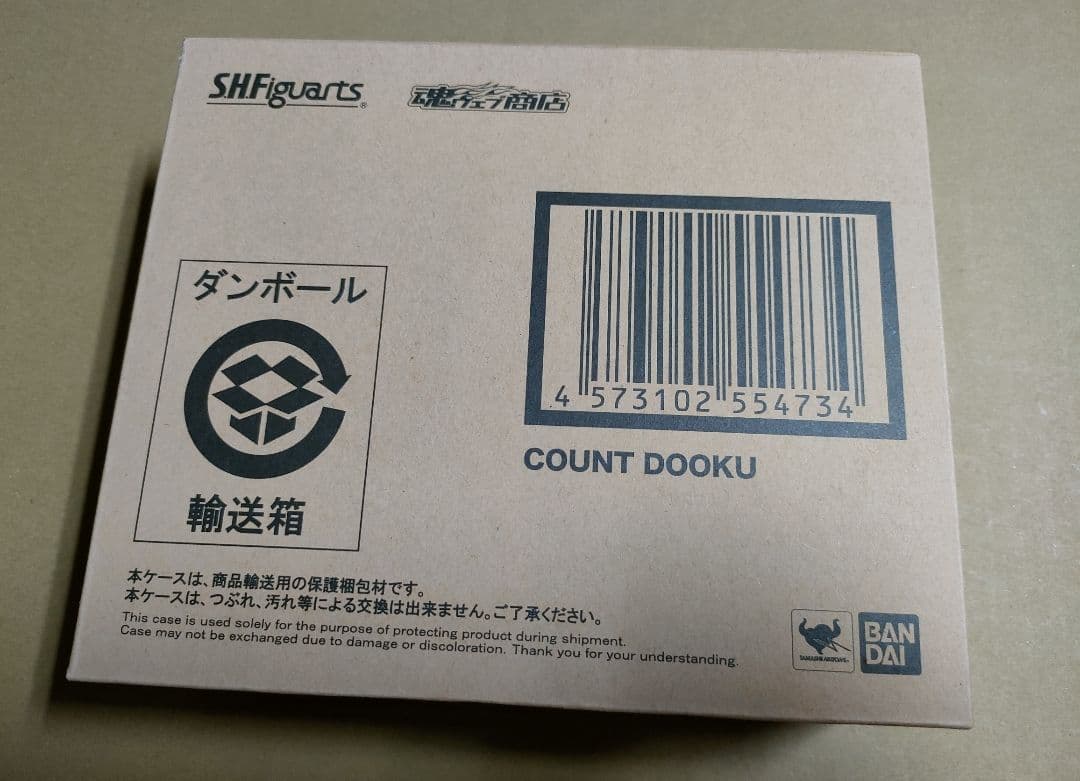 S.H.Figuarts®
魂ウェブ商店
4 573102 554734
COUNT DOOKU
ダンボール
輸送箱
本ケースは、商品輸送用の保護梱包材です。
本ケースは、つぶれ、汚れ等による交換は出来ません。ご了承ください。
This case is used solely for the purpose of protecting product during shipment.
Case may not be exchanged due to damage or discoloration. Thank you for your understanding.
TAMASHII NATIONS
BAN
DAI